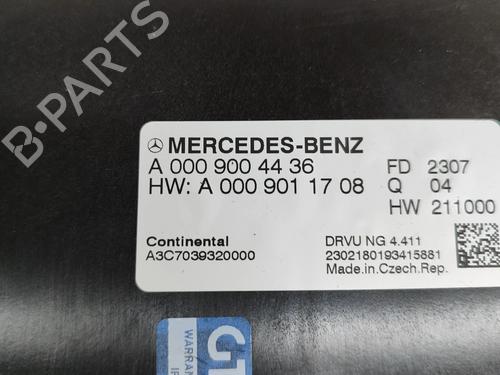 B-PARTS
MERCEDES-BENZ
A 000 900 44 36
HW: A 000 901 17 08
FD 2307
Q 04
HW 211000
Continental
A3C7039320000
DRVU NG 4.411
2302180193415881
Made.in.Czech.Rep.